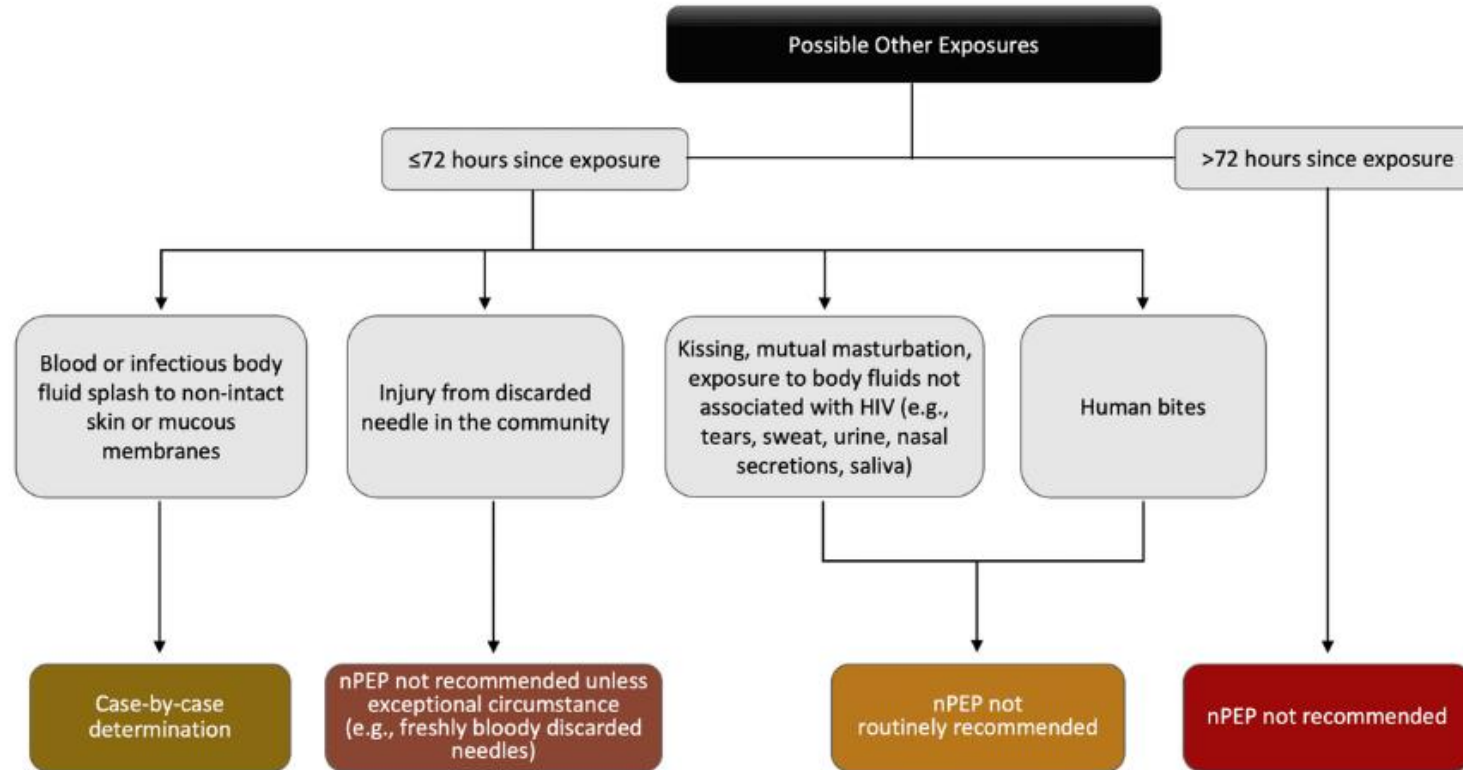 Possible Other Exposures
≤72 hours since exposure
>72 hours since exposure
Blood or infectious body
fluid splash to non-intact
skin or mucous
membranes
Injury from discarded
needle in the community
Kissing, mutual masturbation,
exposure to body fluids not
associated with HIV (e.g.,
tears, sweat, urine, nasal
secretions, saliva)
Human bites
Case-by-case
determination
nPEP not recommended unless
exceptional circumstance
(e.g., freshly bloody discarded
needles)
nPEP not
routinely recommended
nPEP not recommended